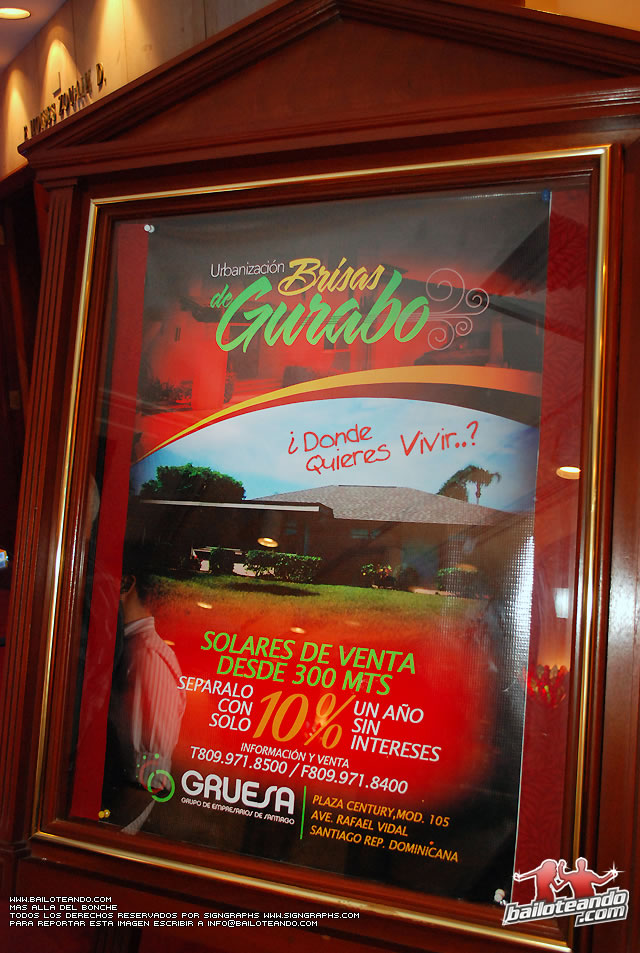 Urbanización Brisas
de Gurabo
¿Donde
Quieres Vivir..?
SOLARES DE VENTA
DESDE 300 MTS
SEPARALO
CON
SOLO
10%
UN AÑO
SIN
INTERESES
INFORMACIÓN Y VENTA
T809.971.8500 / F809.971.8400
GRUESA
GRUPO DE EMPRESARIOS DE SANTIAGO
PLAZA CENTURY, MOD. 105
AVE. RAFAEL VIDAL
SANTIAGO REP. DOMINICANA
WWW.BAILOTEANDO.COM
MAS ALLA DEL BONCHE
TODOS LOS DERECHOS RESERVADOS POR SIGNGRAPHS WWW.SIGNGRAPHS.COM
PARA REPORTAR ESTA IMAGEN ESCRIBIR A INFO@BAILOTEANDO.COM
bailoteando
.com